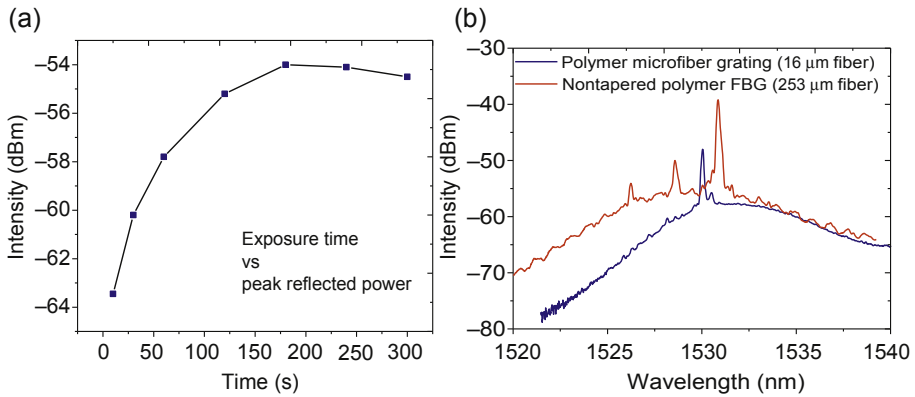 (a)
Intensity (dBm)
–54
–56
–58
–60
–62
–64
Exposure time
vs
peak reflected power
0 50 100 150 200 250 300
Time (s)
(b)
Intensity (dBm)
–30
–40
–50
–60
–70
–80
Polymer microfiber grating (16 μm fiber)
Nontapered polymer FBG (253 μm fiber)
1520 1525 1530 1535 1540
Wavelength (nm)